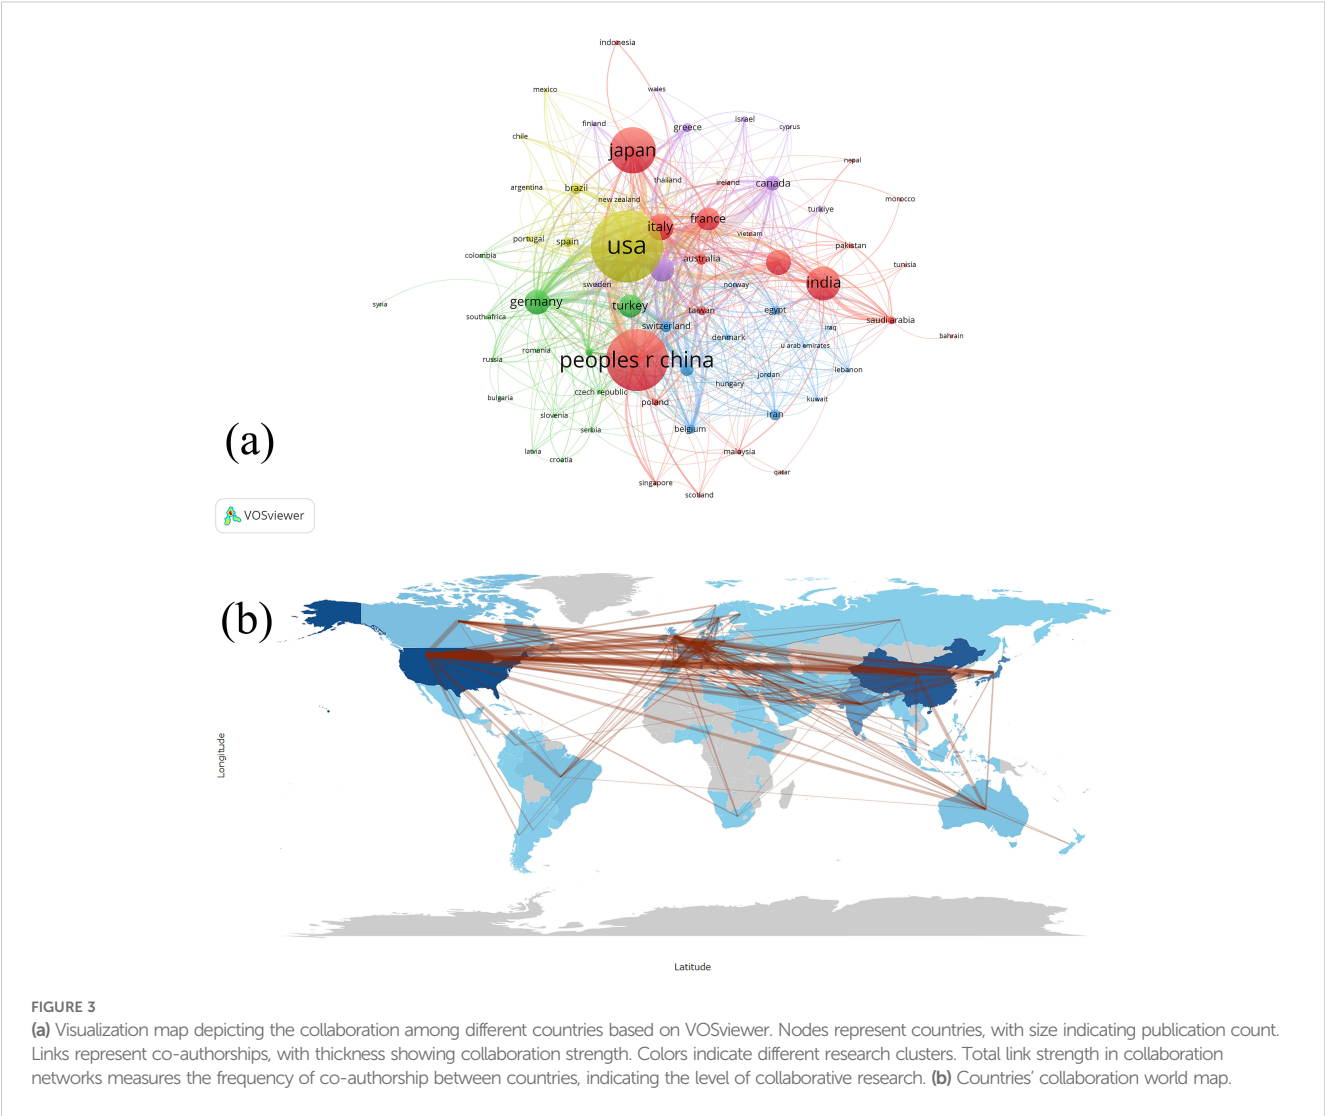 indonesia
mexico
wales
finland
greece
israel
cyprus
chile
japan
nepal
thailand
ireland
canada
argentina
brazil
new zealand
morocco
turkiye
italy
france
vietnam
portugal
spain
usa
pakistan
colombia
australia
tunisia
sweden
norway
india
syria
germany
turkey
taiwan
egypt
south africa
switzerland
saudi arabia
iraq
denmark
bahrain
u arab emirates
romania
russia
peoples r china
jordan
lebanon
hungary
bulgaria
czech republic
poland
kuwait
slovenia
iran
serbia
belgium
(a)
latvia
croatia
malaysia
qatar
singapore
scotland
VOSviewer
(b)
Longitude
Latitude
FIGURE 3
(a) Visualization map depicting the collaboration among different countries based on VOSviewer. Nodes represent countries, with size indicating publication count.
Links represent co-authorships, with thickness showing collaboration strength. Colors indicate different research clusters. Total link strength in collaboration
networks measures the frequency of co-authorship between countries, indicating the level of collaborative research. (b) Countries’ collaboration world map.